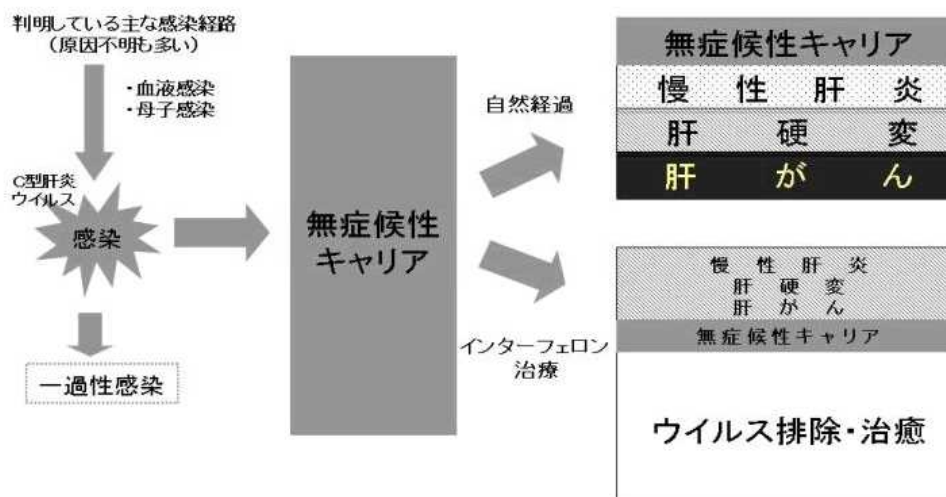 判明している主な感染経路
(原因不明も多い)
・血液感染
・母子感染
C型肝炎
ウイルス
感染
一過性感染
無症候性
キャリア
自然経過
無症候性キャリア
慢性肝炎
肝硬変
肝がん
インターフェロン
治療
慢性肝炎
肝硬変
肝がん
無症候性キャリア
ウイルス排除・治癒